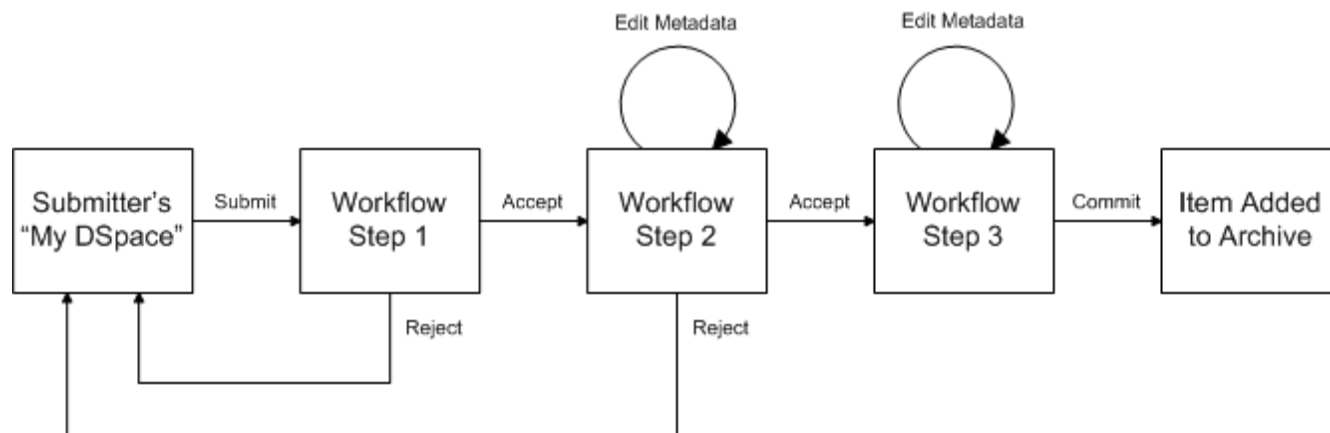 Edit Metadata
Edit Metadata
Submitter's
“My DSpace”
Submit
Workflow
Step 1
Accept
Workflow
Step 2
Accept
Workflow
Step 3
Commit
Item Added
to Archive
Reject
Reject